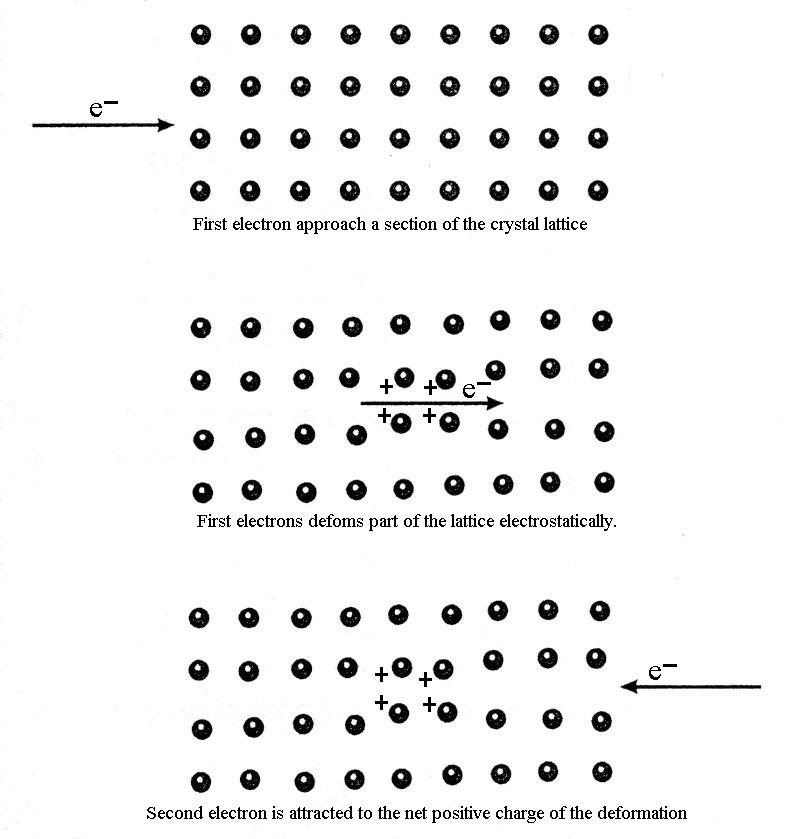 e−
First electron approach a section of the crystal lattice
+ + e−
+ +
First electrons defoms part of the lattice electrostatically.
+ + e−
+ +
Second electron is attracted to the net positive charge of the deformation